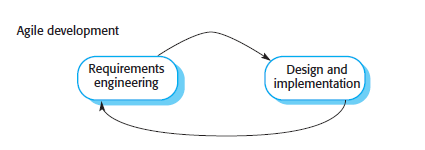 Agile development
Requirements
engineering
Design and
implementation